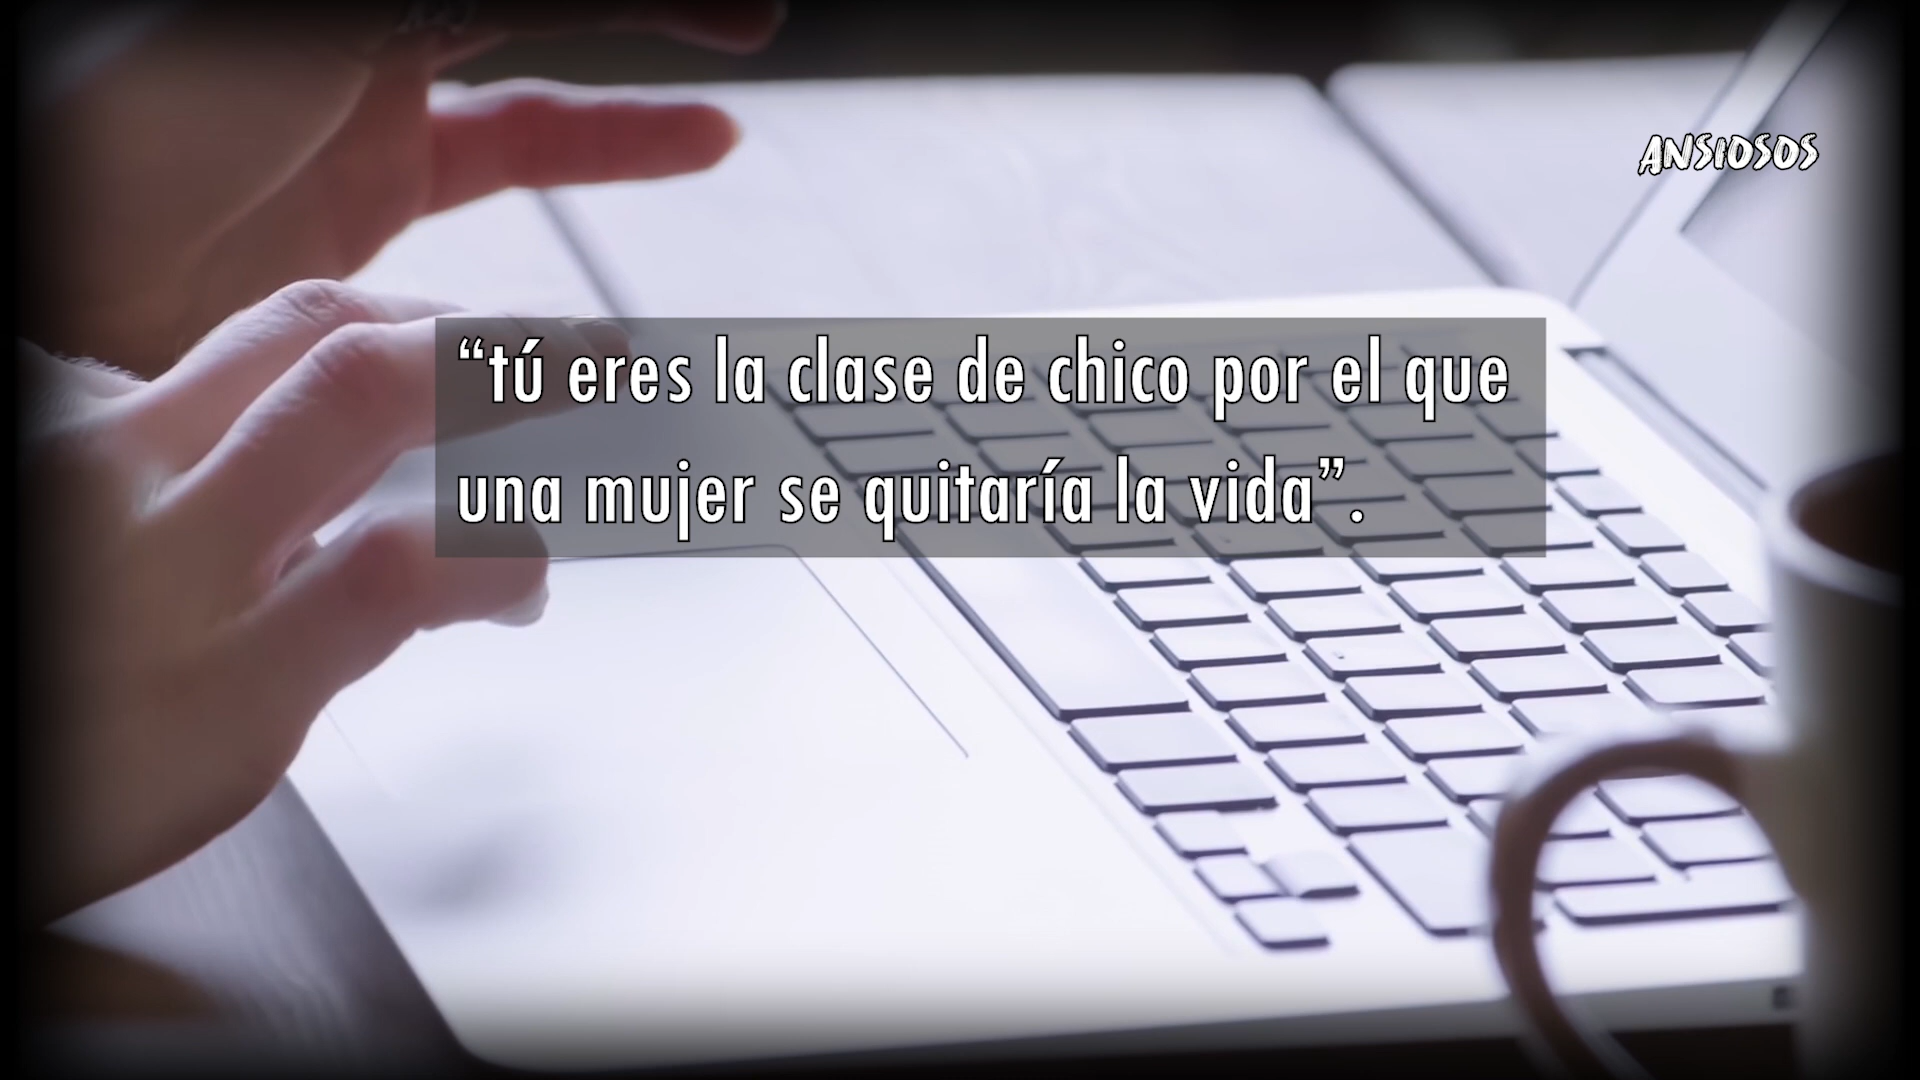 ANSIOSOS
“tú eres la clase de chico por el que
una mujer se quitaría la vida”.